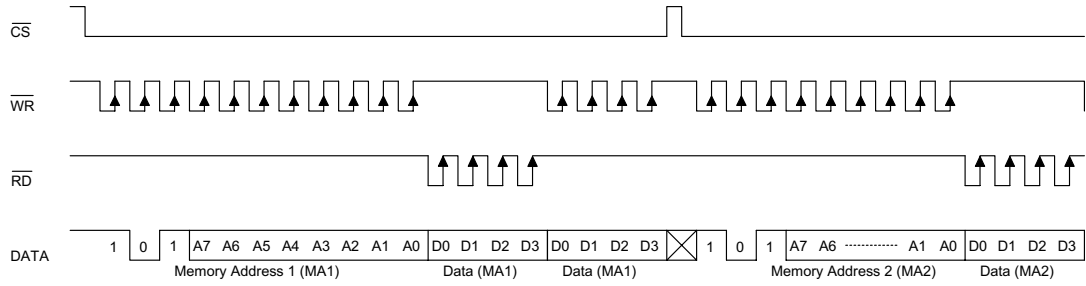 CS
WR
RD
DATA 1 0 1 A7 A6 A5 A4 A3 A2 A1 A0 D0 D1 D2 D3 D0 D1 D2 D3 1 0 1 A7 A6 ------------ A1 A0 D0 D1 D2 D3
Memory Address 1 (MA1) Data (MA1) Data (MA1) Memory Address 2 (MA2) Data (MA2)